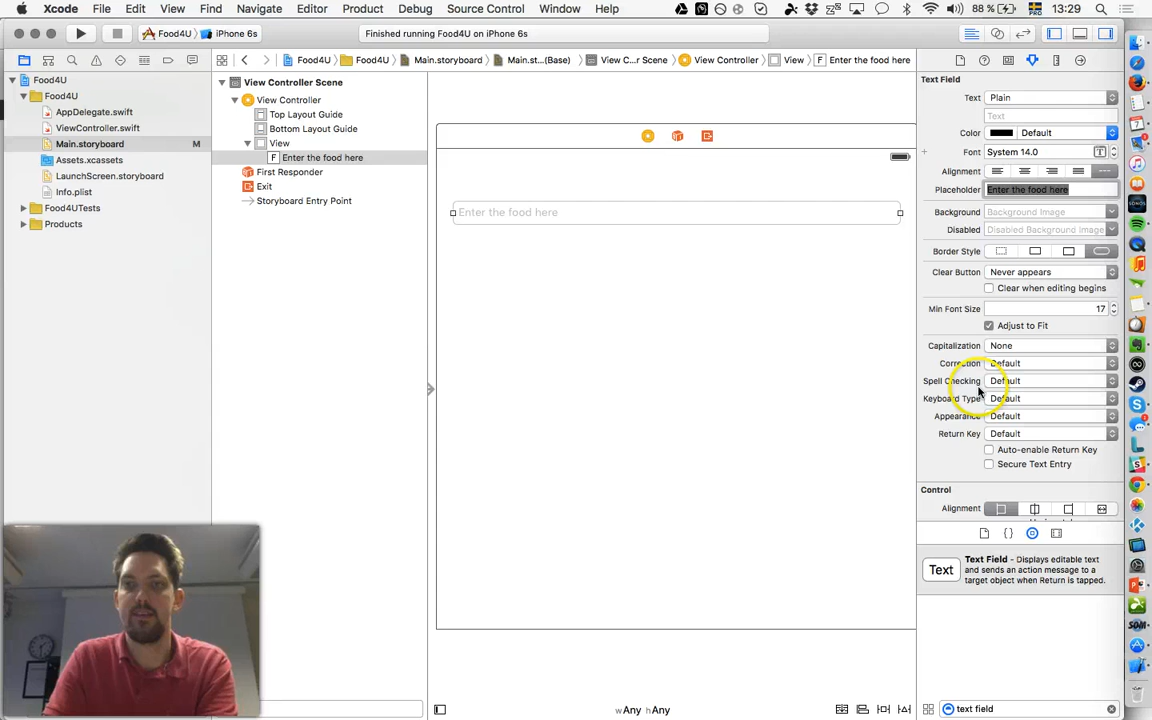 Xcode File Edit View Find Navigate Editor Product Debug Source Control Window Help 88 % 13:29
Food4U iPhone 6s Finished running Food4U on iPhone 6s
Food4U Food4U Main.storyboard Main.st...(Base) View C...r Scene View Controller View F Enter the food here
Food4U
Food4U
AppDelegate.swift
ViewController.swift
Main.storyboard M
Assets.xcassets
LaunchScreen.storyboard
Info.plist
Food4UTests
Products
View Controller Scene
View Controller
Top Layout Guide
Bottom Layout Guide
View
F Enter the food here
First Responder
Exit
Storyboard Entry Point
Enter the food here
wAny hAny
Text Field
Text Plain
Text
Color Default
Font System 14.0
Alignment
Placeholder Enter the food here
Background Background Image
Disabled Disabled Background Image
Border Style
Clear Button Never appears
Clear when editing begins
Min Font Size 17
Adjust to Fit
Capitalization None
Correction Default
Spell Checking Default
Keyboard Type Default
Appearance Default
Return Key Default
Auto-enable Return Key
Secure Text Entry
Control
Alignment
Text Text Field - Displays editable text
and sends an action message to a
target object when Return is tapped.
text field